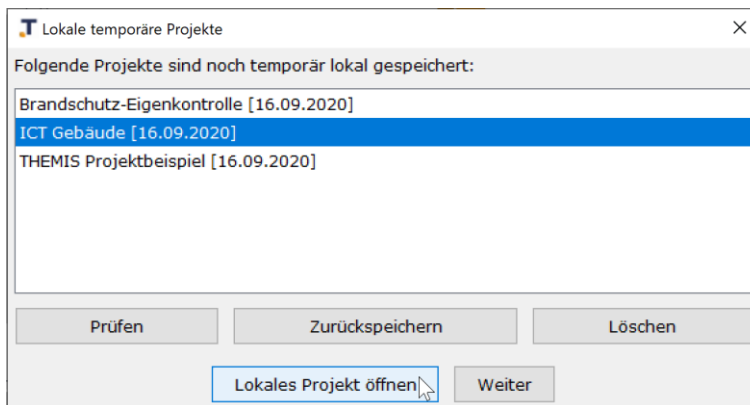 Lokale temporäre Projekte
Folgende Projekte sind noch temporär lokal gespeichert:
Brandschutz-Eigenkontrolle [16.09.2020]
ICT Gebäude [16.09.2020]
THEMIS Projektbeispiel [16.09.2020]
Prüfen Zurückspeichern Löschen
Lokales Projekt öffnen Weiter